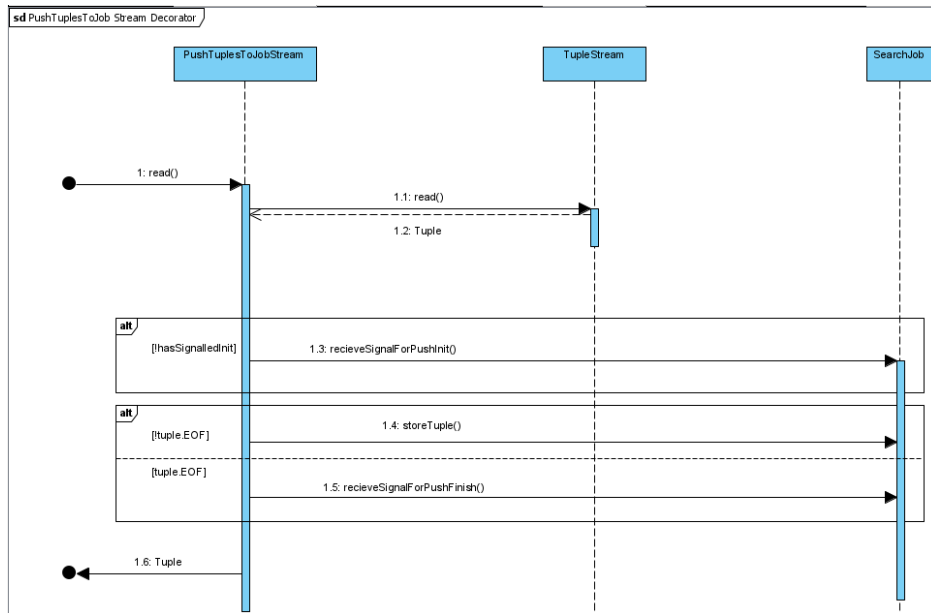 sd PushTuplesToJob Stream Decorator
PushTuplesToJobStream
TupleStream
SearchJob
1: read()
1.1: read()
1.2: Tuple
alt
[!hasSignalledInit]
1.3: recieveSignalForPushInit()
alt
[!tuple.EOF]
1.4: storeTuple()
[tuple.EOF]
1.5: recieveSignalForPushFinish()
1.6: Tuple